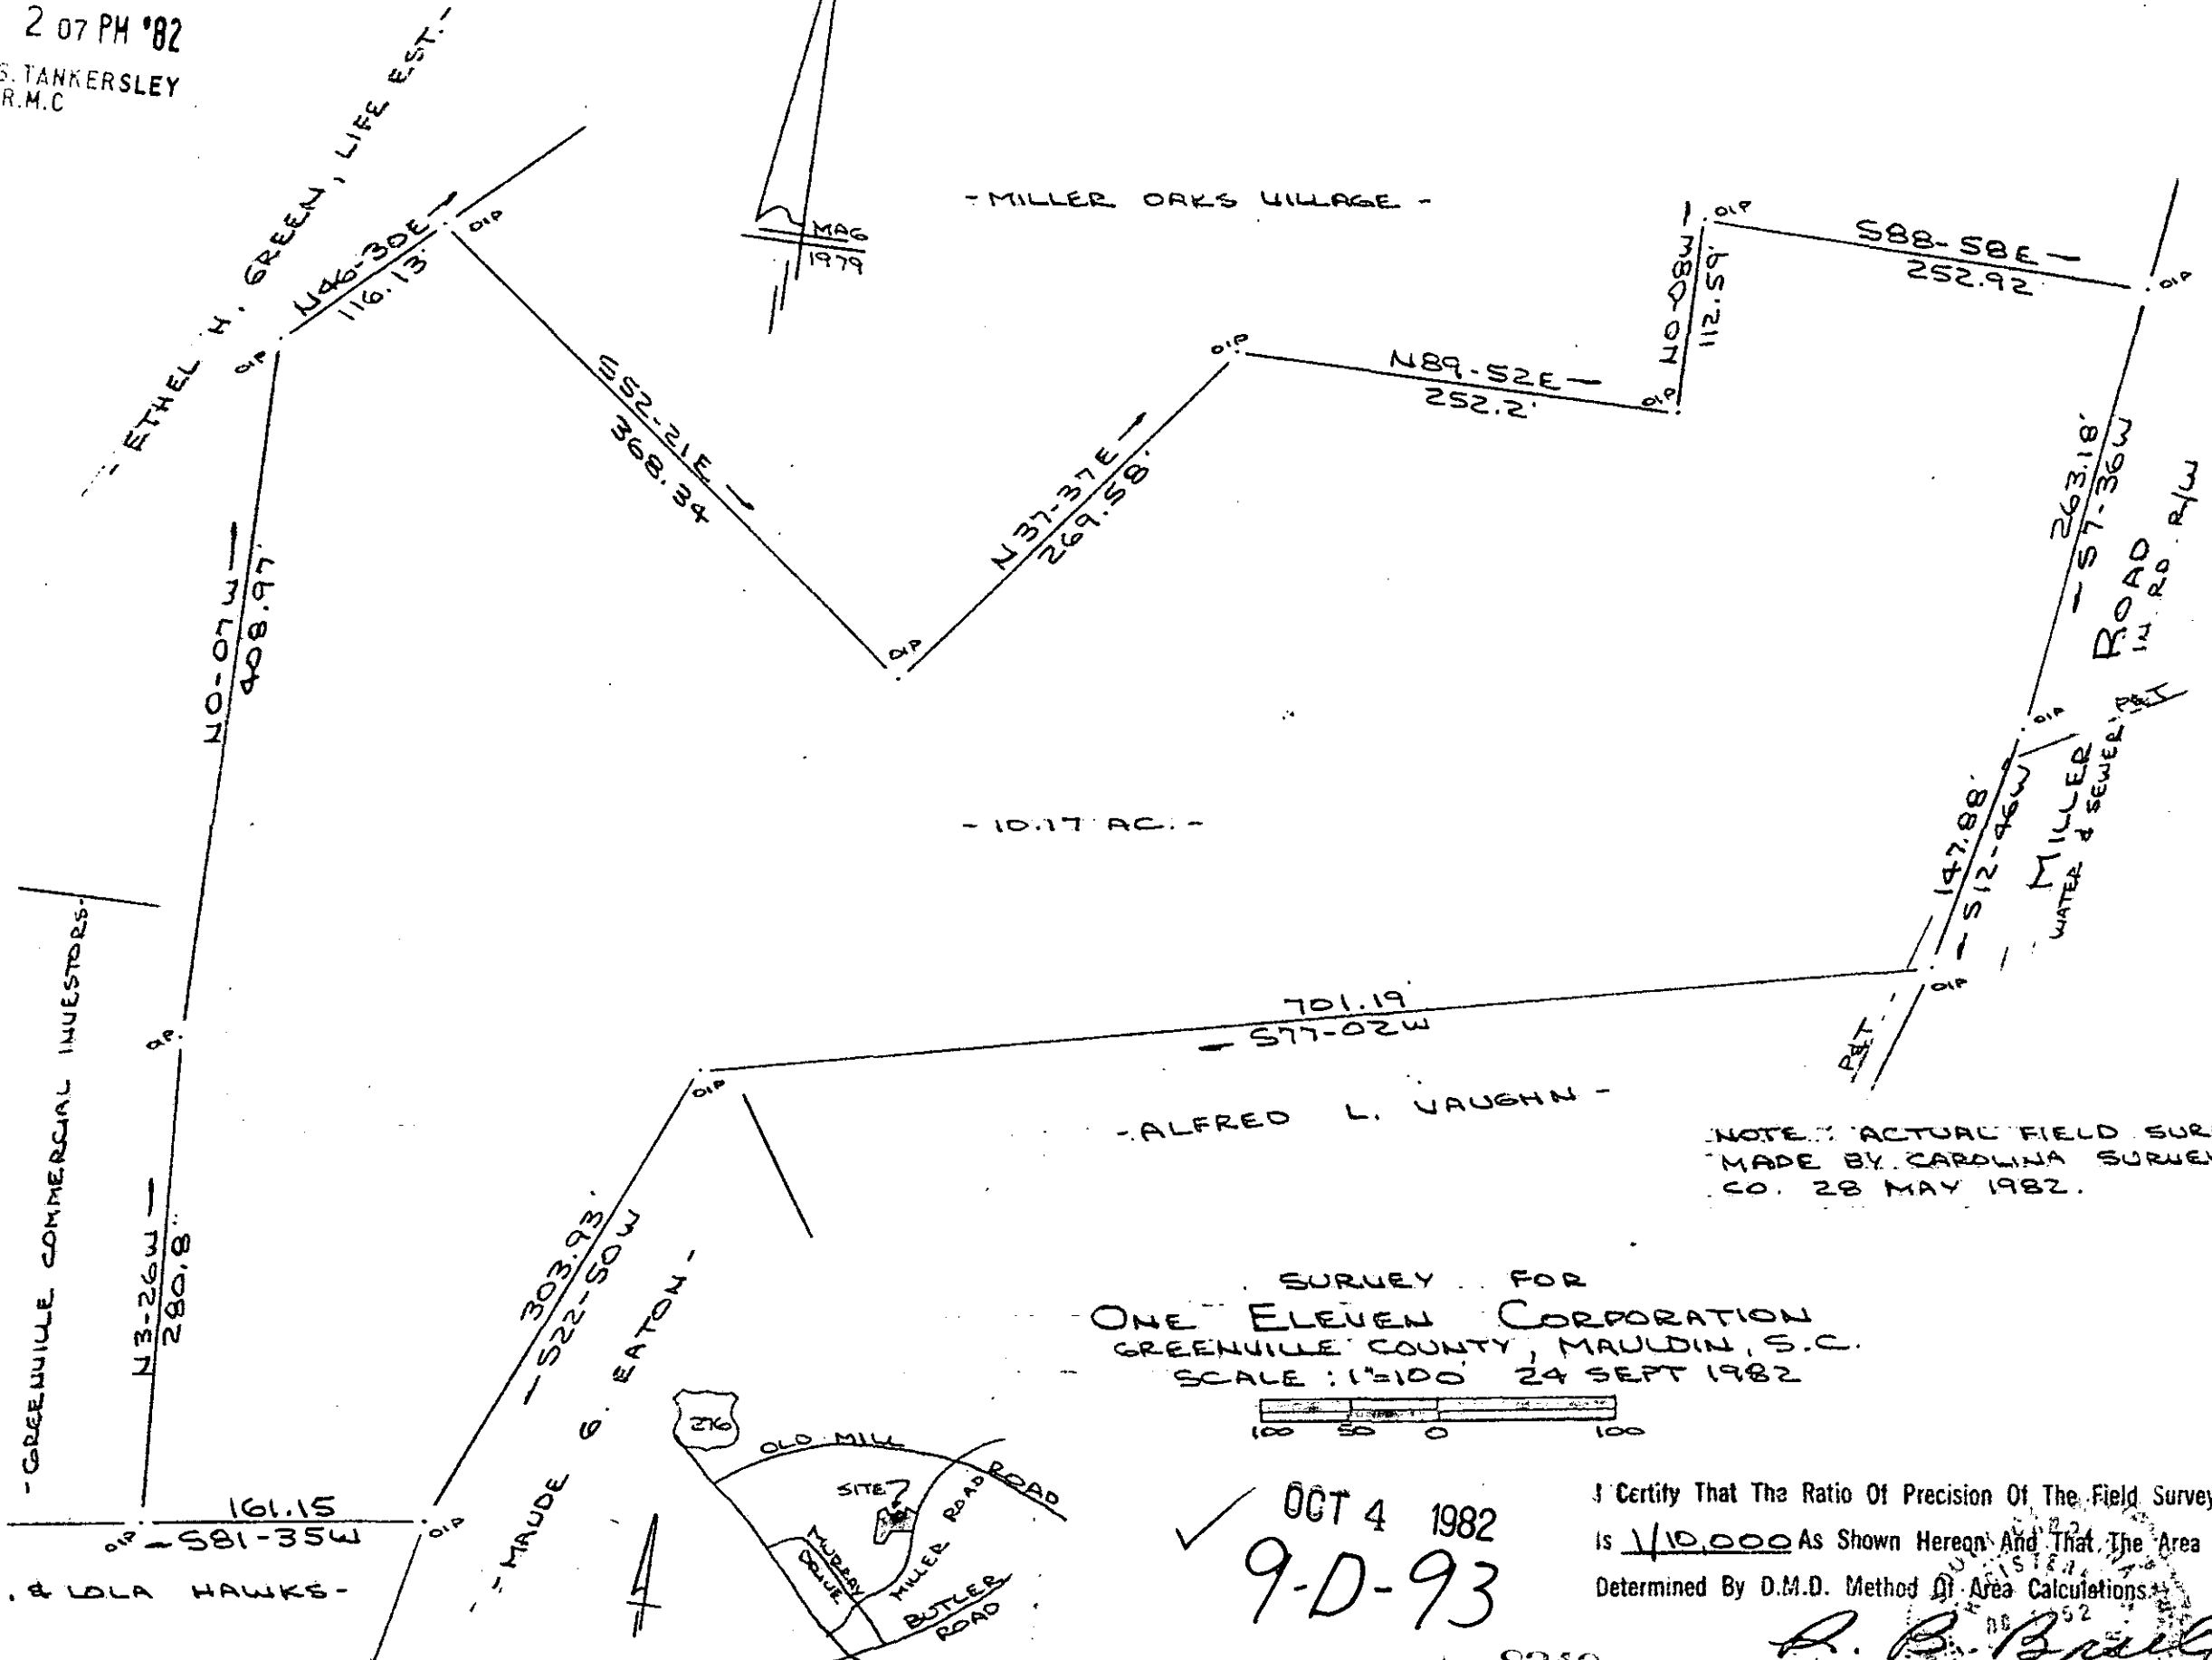 2 07 PM '82
S. TANKERSLEY
R.M.C
- ETHEL H. GREEN, LIFE EST. -
N46-30E
116.13'
OIP
MAG
1979
- MILLER OAKS VILLAGE -
OIP
N0-08W
112.59'
S88-58E
252.92
OIP
OIP
S52-21E
368.34
OIP
N89-52E
252.2'
OIP
N37-37E
269.58'
OIP
N0-07W
408.97'
263.18'
S7-36W
MILLER ROAD
IN. RD. R/W
WATER & SEWER
P&T
OIP
147.88'
S12-46W
- 10.17 AC. -
OIP
P&T
701.19'
S77-02W
OIP
- GREENVILLE COMMERCIAL INVESTORS -
N3-26W
280.8'
- ALFRED L. VAUGHN -
NOTE: ACTUAL FIELD SUR
MADE BY CAROLINA SURVEY
CO. 28 MAY 1982.
303.93'
S22-50W
- MAUDE G. EATON -
SURVEY FOR
ONE ELEVEN CORPORATION
GREENVILLE COUNTY, MAULDIN, S.C.
SCALE: 1"=100' 24 SEPT 1982
100 50 0 100
161.15
S81-35W
OIP
OIP
. & LOLA HAWKS -
276
OLD MILL ROAD
SITE
MILLER ROAD
MURRAY DRIVE
BUTLER ROAD
OCT 4 1982
9-D-93
I Certify That The Ratio Of Precision Of The Field Survey
Is 1/10,000 As Shown Hereon And That The Area
Determined By D.M.D. Method Of Area Calculations.